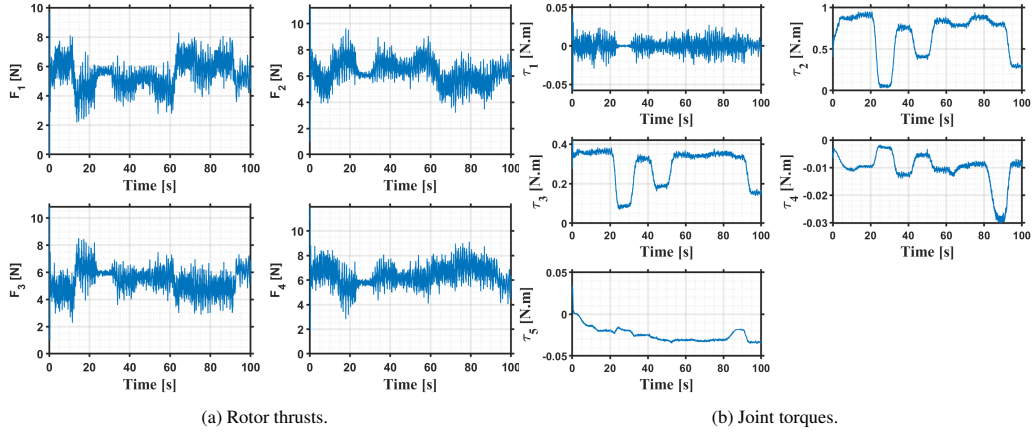 10
8
6
4
2
0
F1 [N]
0 20 40 60 80 100
Time [s]
10
8
6
4
2
0
F2 [N]
0 20 40 60 80 100
Time [s]
10
8
6
4
2
0
F3 [N]
0 20 40 60 80 100
Time [s]
10
8
6
4
2
0
F4 [N]
0 20 40 60 80 100
Time [s]
(a) Rotor thrusts.
0.05
0
-0.05
τ1 [N.m]
0 20 40 60 80 100
Time [s]
1
0.5
0
τ2 [N.m]
0 20 40 60 80 100
Time [s]
0.4
0.2
0
τ3 [N.m]
0 20 40 60 80 100
Time [s]
0
-0.01
-0.02
-0.03
τ4 [N.m]
0 20 40 60 80 100
Time [s]
0.05
0
-0.05
τ5 [N.m]
0 20 40 60 80 100
Time [s]
(b) Joint torques.